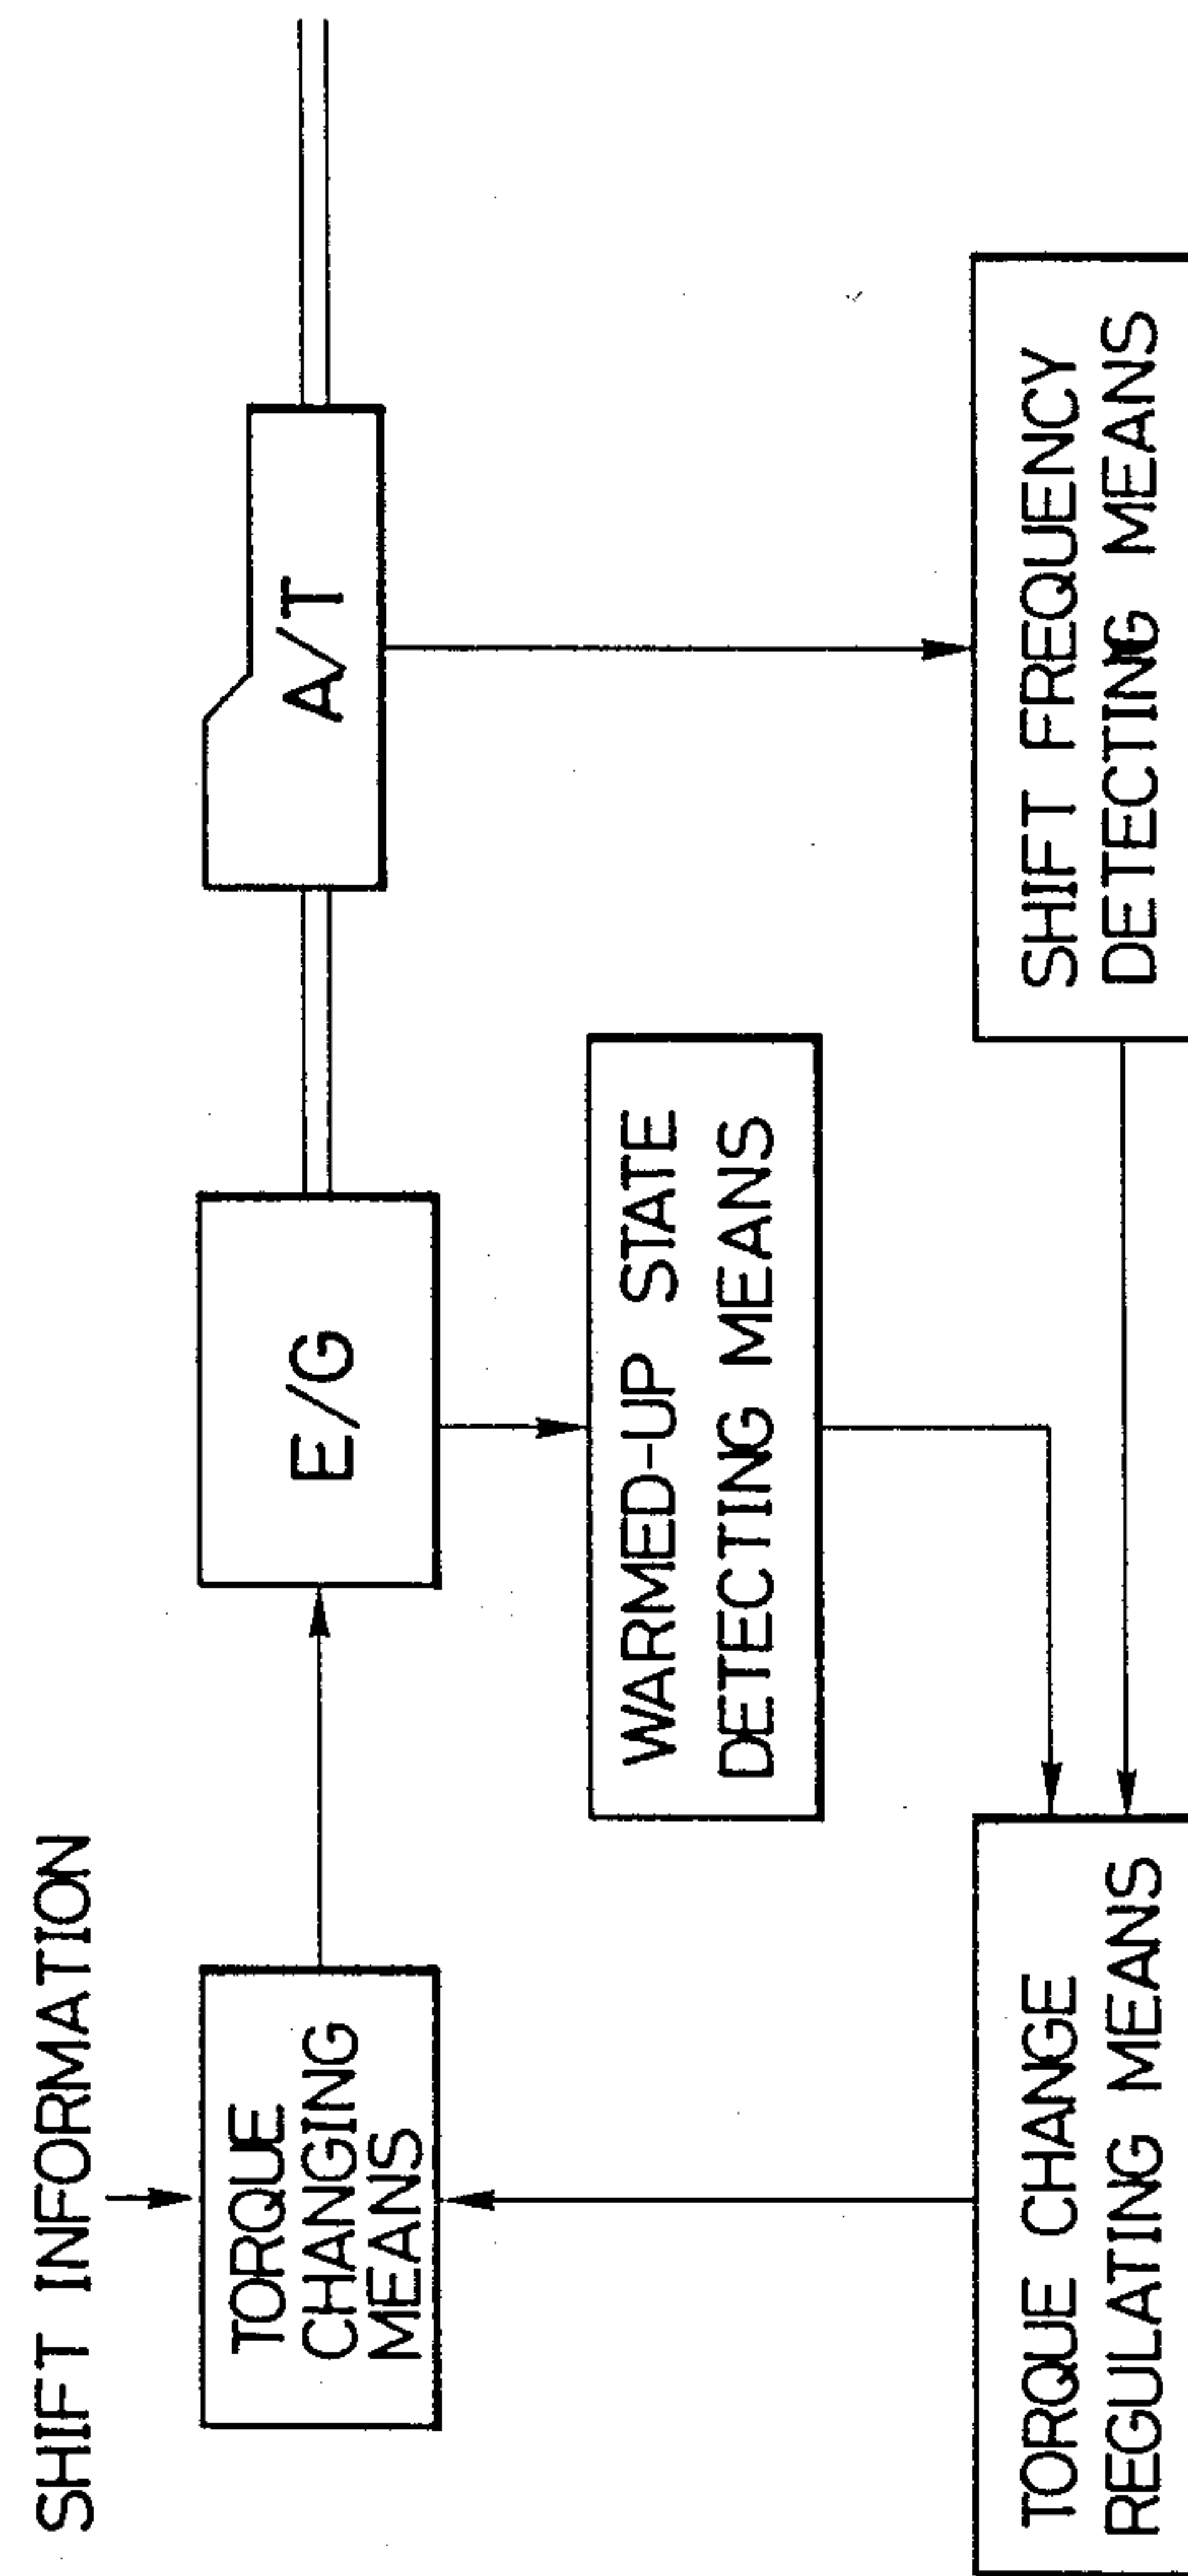 SHIFT INFORMATION
TORQUE
CHANGING
MEANS
E/G
A/T
WARMED-UP STATE
DETECTING MEANS
TORQUE CHANGE
REGULATING MEANS
SHIFT FREQUENCY
DETECTING MEANS